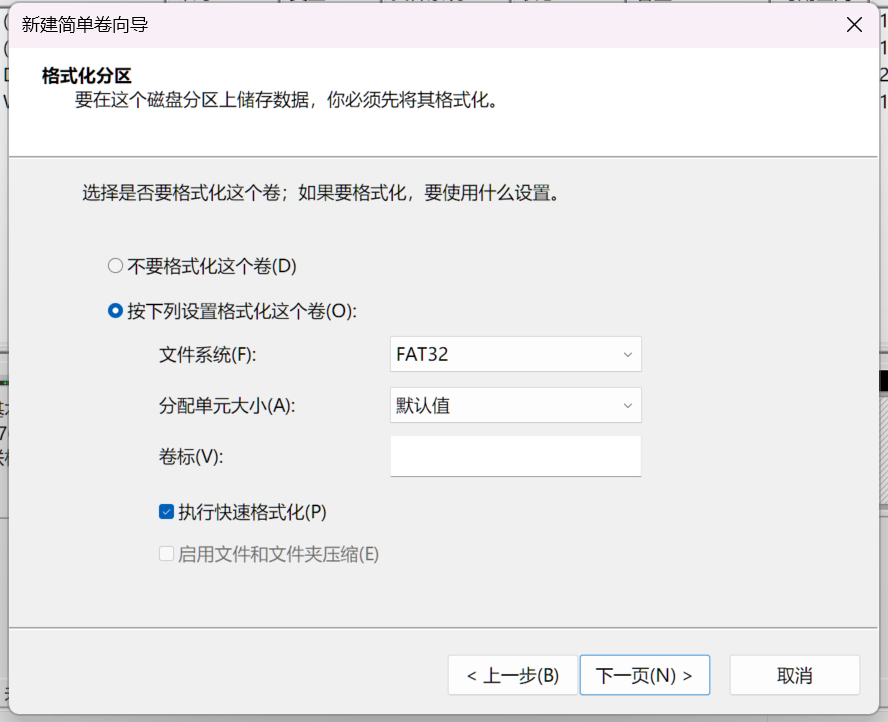 新建简单卷向导
格式化分区
要在这个磁盘分区上储存数据，你必须先将其格式化。
选择是否要格式化这个卷；如果要格式化，要使用什么设置。
不要格式化这个卷(D)
按下列设置格式化这个卷(O):
文件系统(F): FAT32
分配单元大小(A): 默认值
卷标(V):
执行快速格式化(P)
启用文件和文件夹压缩(E)
< 上一步(B) 下一页(N) > 取消